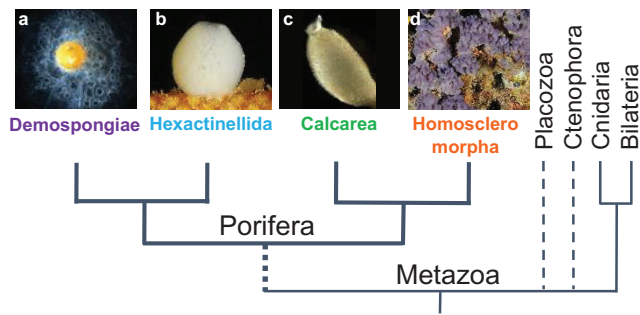 a
b
c
d
Demospongiae
Hexactinellida
Calcarea
Homosclero
morpha
Placozoa
Ctenophora
Cnidaria
Bilateria
Porifera
Metazoa